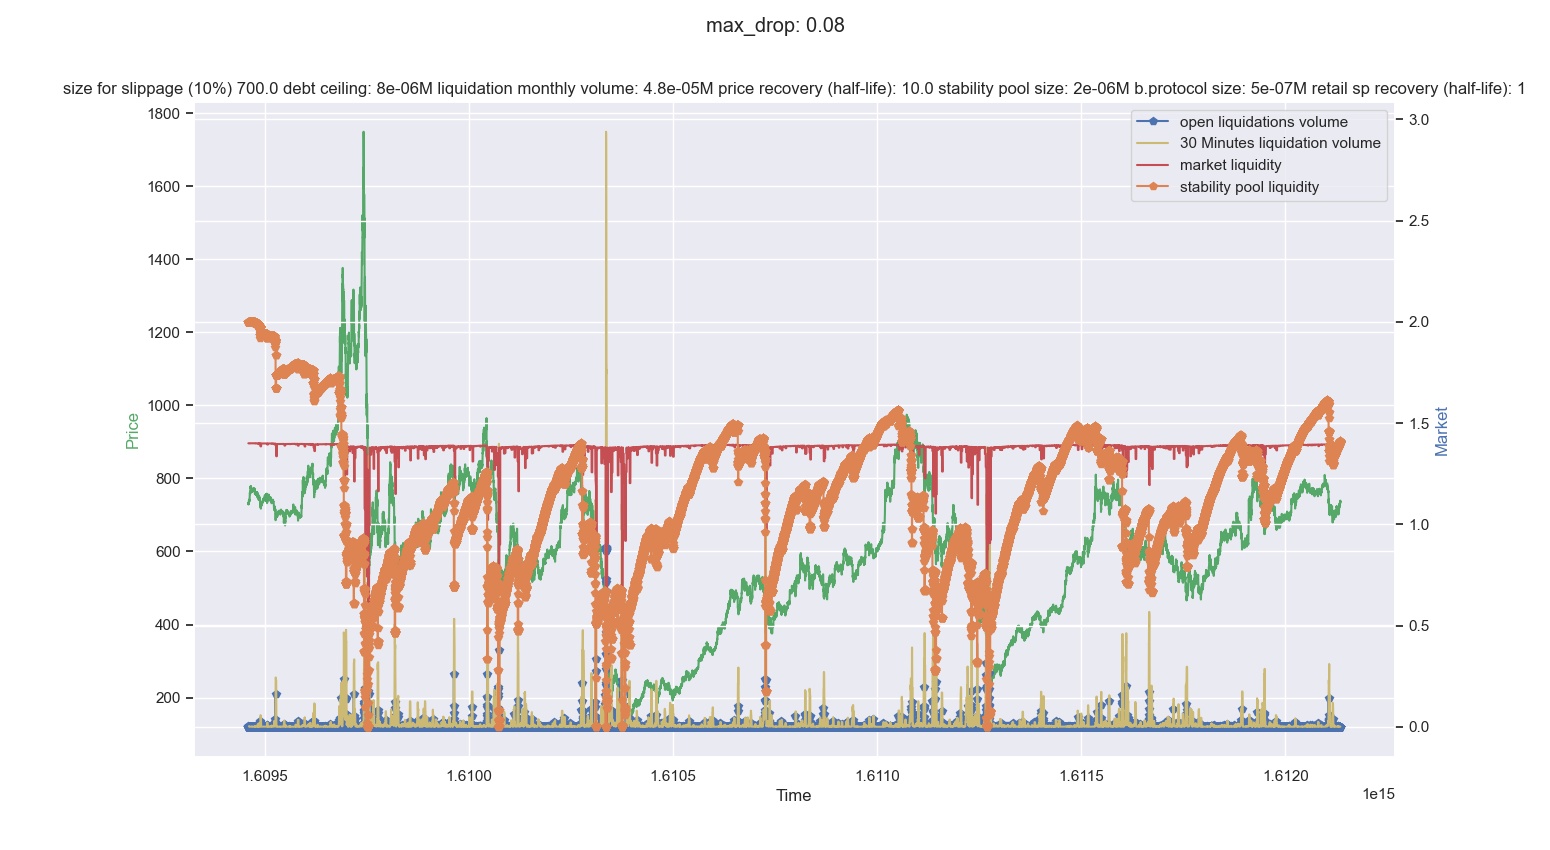 max_drop: 0.08
size for slippage (10%) 700.0 debt ceiling: 8e-06M liquidation monthly volume: 4.8e-05M price recovery (half-life): 10.0 stability pool size: 2e-06M b.protocol size: 5e-07M retail sp recovery (half-life): 1
open liquidations volume
30 Minutes liquidation volume
market liquidity
stability pool liquidity
1800
1600
1400
1200
1000
800
600
400
200
Price
3.0
2.5
2.0
1.5
1.0
0.5
0.0
Market
1.6095 1.6100 1.6105 1.6110 1.6115 1.6120
Time
1e15